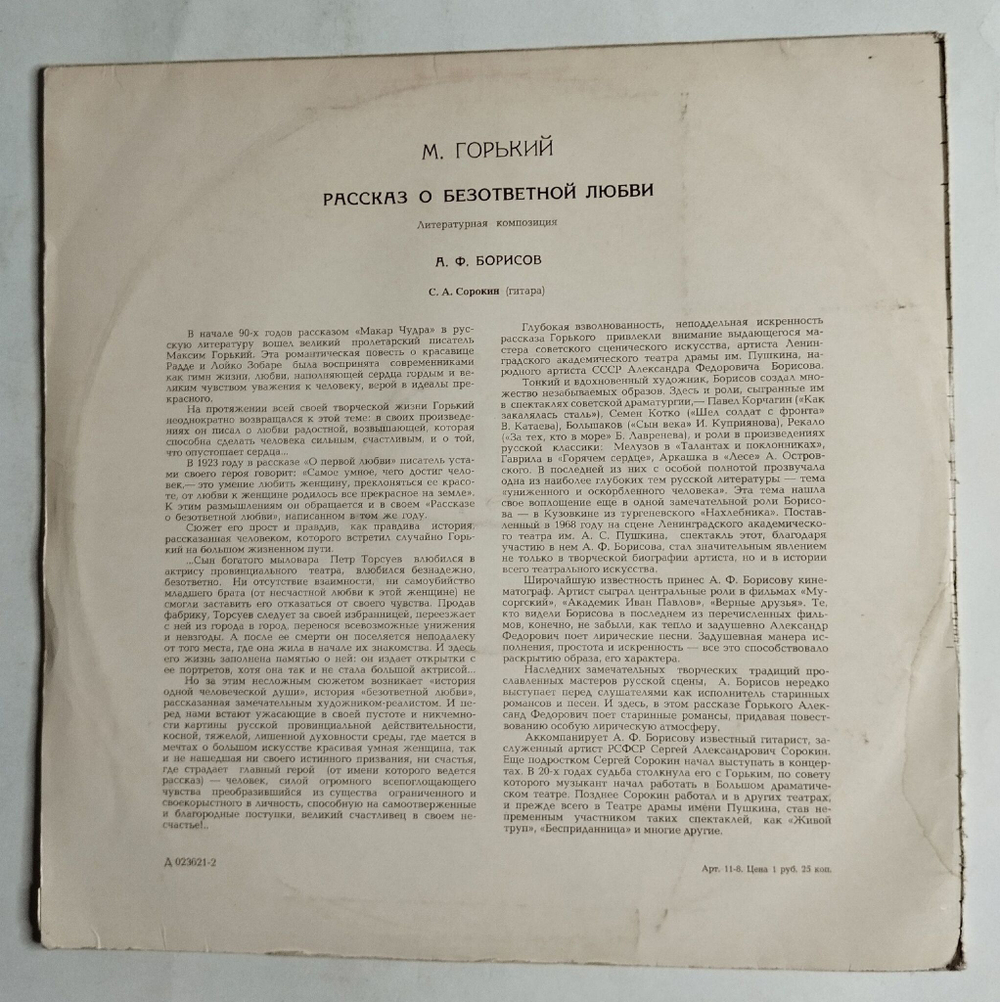 М. ГОРЬКИЙ
РАССКАЗ О БЕЗОТВЕТНОЙ ЛЮБВИ
Литературная композиция
А. Ф. БОРИСОВ
С. А. Сорокин (гитара)
В начале 90-х годов рассказом «Макар Чудра» в рус-
скую литературу вошел великий пролетарский писатель
Максим Горький. Эта романтическая повесть о красавице
Радде и Лойко Зобаре была воспринята современниками
как гимн жизни, любви, наполняющей сердца гордым и ве-
ликим чувством уважения к человеку, верой в идеалы пре-
красного.
На протяжении всей своей творческой жизни Горький
неоднократно возвращался к этой теме: в своих произведе-
ниях он писал о любви радостной, возвышающей, которая
способна сделать человека сильным, счастливым, и о той,
что опустошает сердца...
В 1923 году в рассказе «О первой любви» писатель уста-
ми своего героя говорит: «Самое умное, чего достиг чело-
век,— это умение любить женщину, преклоняться ее красо-
те, от любви к женщине родилось все прекрасное на земле».
К этим размышлениям он обращается и в своем «Рассказе
о безответной любви», написанном в том же году.
Сюжет его прост и правдив, как правдива история,
рассказанная человеком, которого встретил случайно Горь-
кий на большом жизненном пути.
...Сын богатого мыловара Петр Торсуев влюбился в
актрису провинциального театра, влюбился безнадежно,
безответно. Ни отсутствие взаимности, ни самоубийство
младшего брата (от несчастной любви к этой женщине) не
смогли заставить его отказаться от своего чувства. Продав
фабрику, Торсуев следует за своей избранницей, переезжает
с ней из города в город, перенося всевозможные унижения
и невзгоды. А после ее смерти он поселяется неподалеку
от того места, где она жила в начале их знакомства. И здесь
его жизнь заполнена памятью о ней: он издает открытки с
ее портретов, хотя она так и не стала большой актрисой...
Но за этим несложным сюжетом возникает «история
одной человеческой души», история «безответной любви»,
рассказанная замечательным художником-реалистом. И пе-
ред нами встают ужасающие в своей пустоте и никчемно-
сти картины русской провинциальной действительности,
косной, тяжелой, лишенной духовности среды, где мается в
мечтах о большом искусстве красивая умная женщина, так
и не нашедшая ни своего истинного призвания, ни счастья,
где страдает главный герой (от имени которого ведется
рассказ) — человек, силой огромного всепоглощающего
чувства преобразившийся из существа ограниченного и
своекорыстного в личность, способную на самоотверженные
и благородные поступки, великий счастливец в своем не-
счастье!..
Д 023621-2
Глубокая взволнованность, неподдельная искренность
рассказа Горького привлекли внимание выдающегося ма-
стера советского сценического искусства, артиста Ленин-
градского академического театра драмы им. Пушкина, на-
родного артиста СССР Александра Федоровича Борисова.
Тонкий и вдохновенный художник, Борисов создал мно-
жество незабываемых образов. Здесь и роли, сыгранные им
в спектаклях советской драматургии,— Павел Корчагин («Как
закалялась сталь»), Семен Котко («Шел солдат с фронта»
В. Катаева), Большаков («Сын века» И. Куприянова), Рекало
(«За тех, кто в море» Б. Лавренева), и роли в произведениях
русской классики: Мелузов в «Талантах и поклонниках»,
Гаврила в «Горячем сердце», Аркашка в «Лесе» А. Остров-
ского. В последней из них с особой полнотой прозвучала
одна из наиболее глубоких тем русской литературы — тема
«униженного и оскорбленного человека». Эта тема нашла
свое воплощение еще в одной замечательной роли Борисо-
ва — в Кузовкине из тургеневского «Нахлебника». Постав-
ленный в 1968 году на сцене Ленинградского академическо-
го театра им. А. С. Пушкина, спектакль этот, благодаря
участию в нем А. Ф. Борисова, стал значительным явлением
не только в творческой биографии артиста, но и в истории
всего театрального искусства.
Широчайшую известность принес А. Ф. Борисову кине-
матограф. Артист сыграл центральные роли в фильмах «Му-
соргский», «Академик Иван Павлов», «Верные друзья». Те,
кто видели Борисова в последнем из перечисленных филь-
мов, конечно, не забыли, как тепло и задушевно Александр
Федорович поет лирические песни. Задушевная манера ис-
полнения, простота и искренность — все это способствовало
раскрытию образа, его характера.
Наследник замечательных творческих традиций про-
славленных мастеров русской сцены, А. Борисов нередко
выступает перед слушателями как исполнитель старинных
романсов и песен. И здесь, в этом рассказе Горького Алек-
санд Федорович поет старинные романсы, придавая повест-
вованию особую лирическую атмосферу.
Аккомпанирует А. Ф. Борисову известный гитарист, за-
служенный артист РСФСР Сергей Александрович Сорокин.
Еще подростком Сергей Сорокин начал выступать в концер-
тах. В 20-х годах судьба столкнула его с Горьким, по совету
которого музыкант начал работать в Большом драматиче-
ском театре. Позднее Сорокин работал и в других театрах,
и прежде всего в Театре драмы имени Пушкина, став не-
пременным участником таких спектаклей, как «Живой
труп», «Бесприданница» и многие другие.
Арт. 11-8. Цена 1 руб. 25 коп.